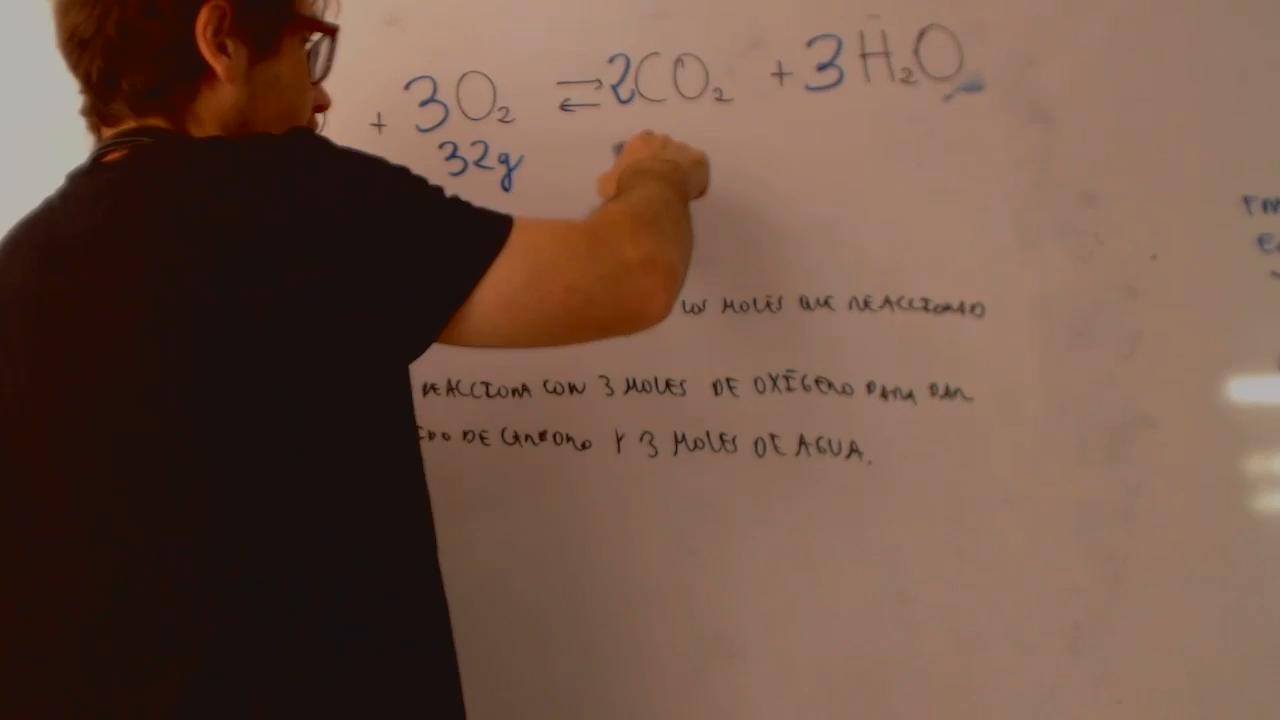 + 3O₂ ⇄ 2CO₂ + 3H₂O
32g
LOS MOLES QUE REACCIONAN
REACCIONA CON 3 MOLES DE OXÍGENO PARA DAR
IDO DE CARBONO Y 3 MOLES DE AGUA.